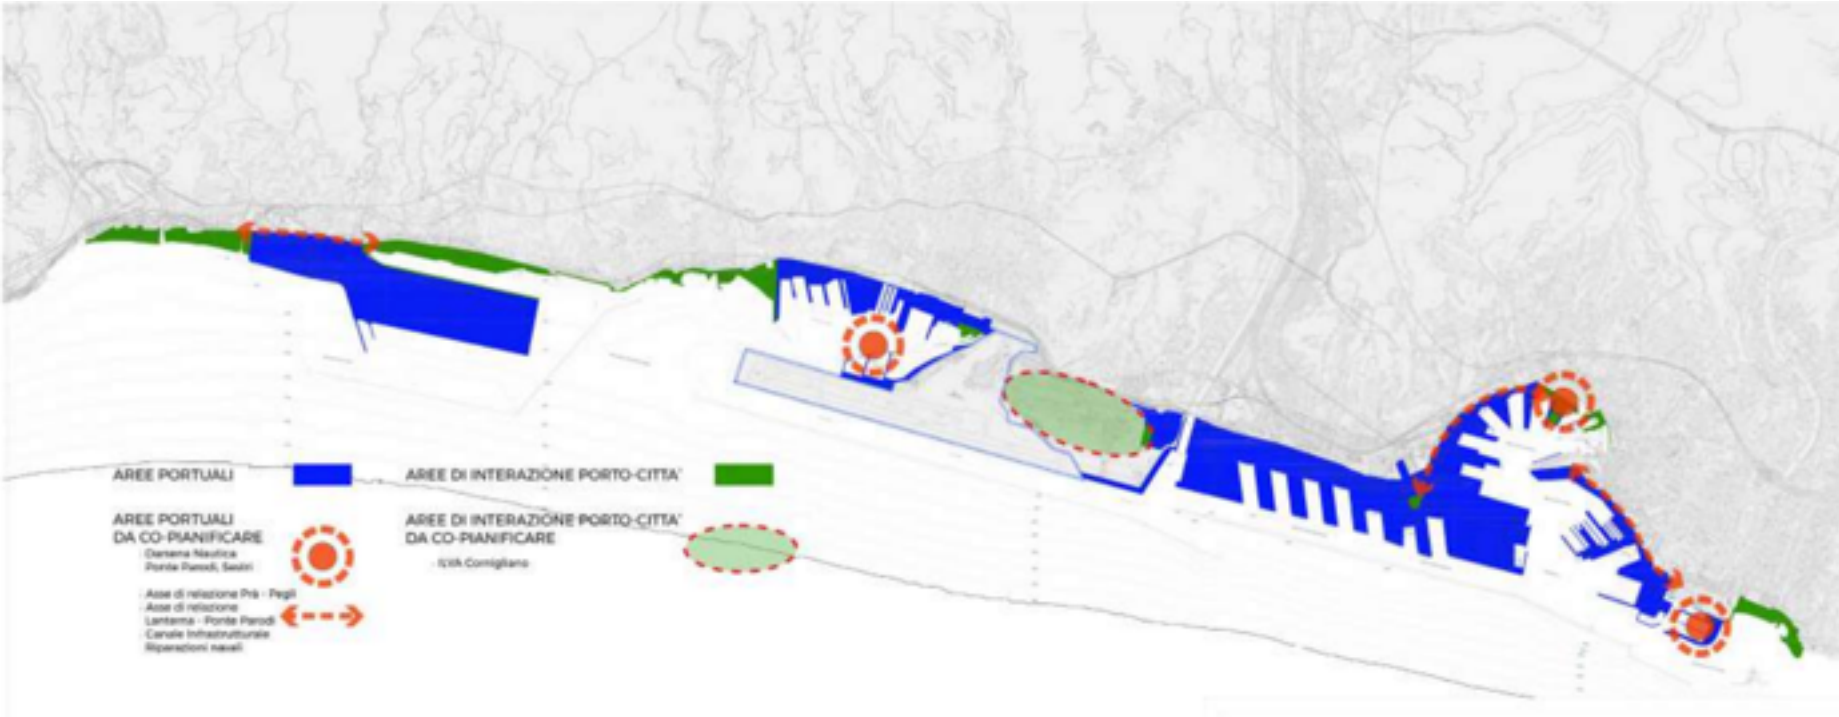 AREE PORTUALI
AREE DI INTERAZIONE PORTO-CITTA'
AREE PORTUALI
DA CO-PIANIFICARE
- Darsena Nautica
- Ponte Parodi, Sestri
- Asse di relazione Prà - Pegli
- Asse di relazione
Lanterna - Ponte Parodi
- Canale Infrastrutturale
- Riparazioni navali
AREE DI INTERAZIONE PORTO-CITTA'
DA CO-PIANIFICARE
- ILVA Cornigliano